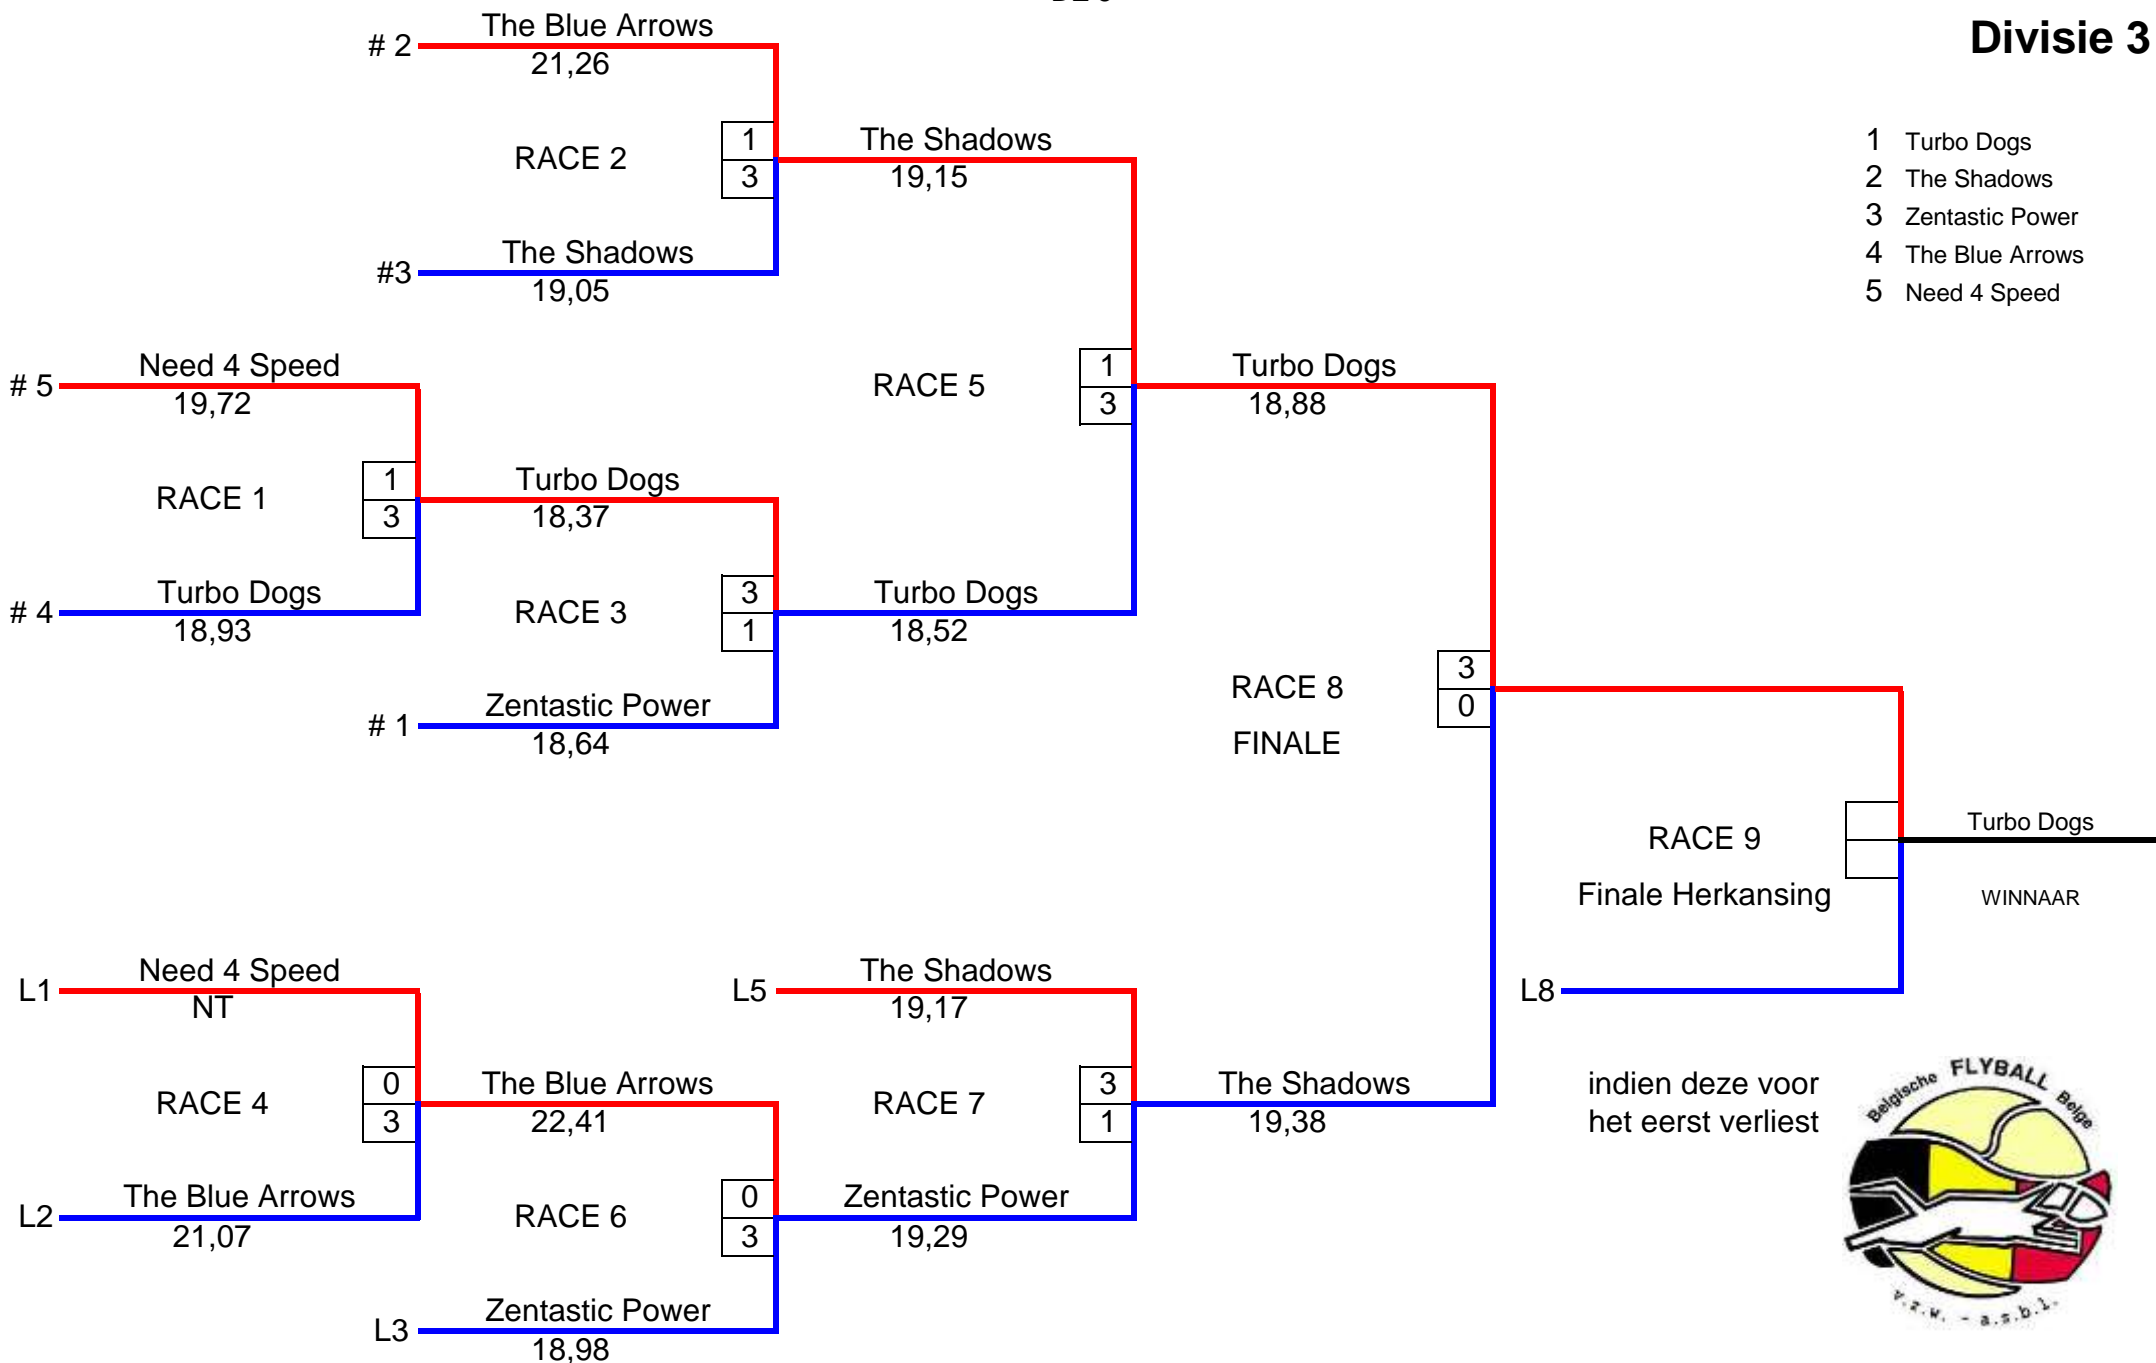 Divisie 3
The Blue Arrows
# 2
21,26
1 Turbo Dogs
2 The Shadows
3 Zentastic Power
4 The Blue Arrows
5 Need 4 Speed
RACE 2
1
3
The Shadows
19,15
The Shadows
#3
19,05
Need 4 Speed
# 5
19,72
RACE 5
1
3
Turbo Dogs
18,88
RACE 1
1
3
Turbo Dogs
18,37
Turbo Dogs
# 4
18,93
RACE 3
3
1
Turbo Dogs
18,52
Zentastic Power
# 1
18,64
RACE 8
3
0
FINALE
RACE 9
Finale Herkansing
Turbo Dogs
WINNAAR
Need 4 Speed
L1
NT
The Shadows
L5
19,17
L8
RACE 4
0
3
The Blue Arrows
22,41
RACE 7
3
1
The Shadows
19,38
indien deze voor
het eerst verliest
The Blue Arrows
L2
21,07
RACE 6
0
3
Zentastic Power
19,29
Zentastic Power
L3
18,98
Belgische FLYBALL Belge
v.z.w. - a.s.b.l.